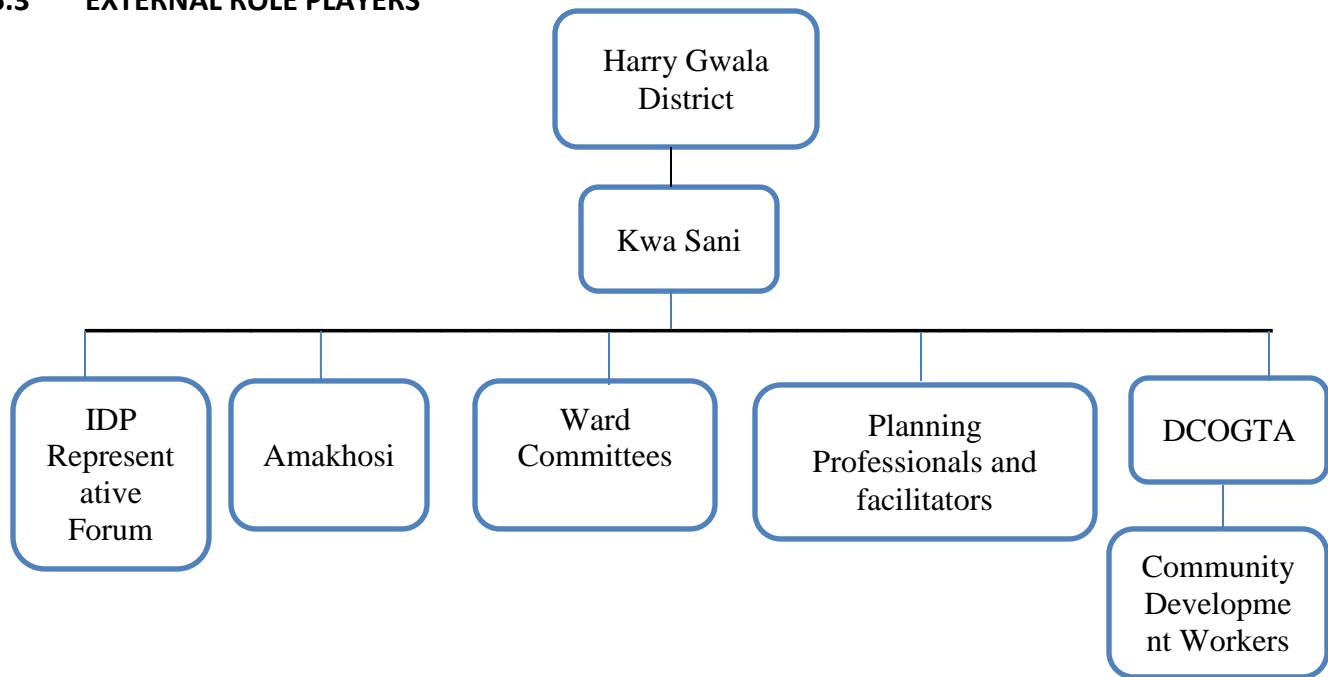 .3 EXTERNAL ROLE PLAYERS
Harry Gwala
District
Kwa Sani
IDP
Represent
ative
Forum
Amakhosi
Ward
Committees
Planning
Professionals and
facilitators
DCOGTA
Community
Developme
nt Workers